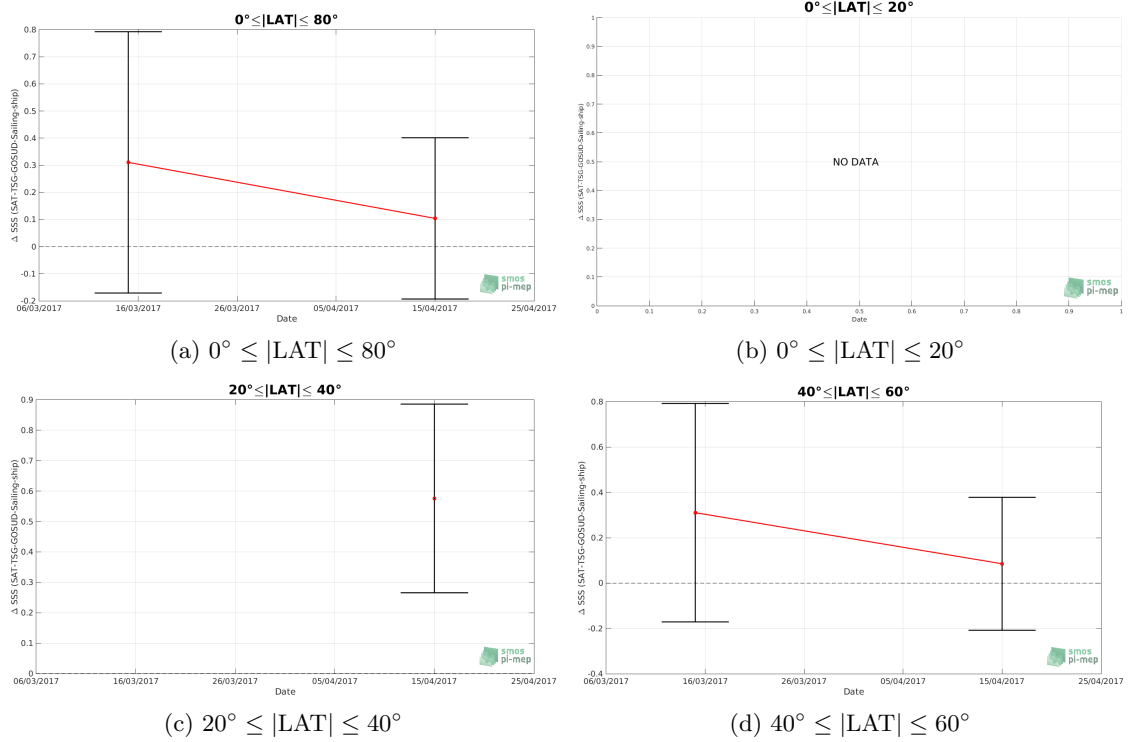 0°≤|LAT|≤ 80°
Δ SSS (SAT-TSG-GOSUD-Sailing-ship)
0.8
0.7
0.6
0.5
0.4
0.3
0.2
0.1
0
-0.1
-0.2
06/03/2017 16/03/2017 26/03/2017 05/04/2017 15/04/2017 25/04/2017
Date
smos
pi-mep
(a) 0° ≤ |LAT| ≤ 80°
0°≤|LAT|≤ 20°
Δ SSS (SAT-TSG-GOSUD-Sailing-ship)
1
0.9
0.8
0.7
0.6
0.5
0.4
0.3
0.2
0.1
0
NO DATA
0 0.1 0.2 0.3 0.4 0.5 0.6 0.7 0.8 0.9 1
Date
smos
pi-mep
(b) 0° ≤ |LAT| ≤ 20°
20°≤|LAT|≤ 40°
Δ SSS (SAT-TSG-GOSUD-Sailing-ship)
0.9
0.8
0.7
0.6
0.5
0.4
0.3
0.2
0.1
0
06/03/2017 16/03/2017 26/03/2017 05/04/2017 15/04/2017 25/04/2017
Date
smos
pi-mep
(c) 20° ≤ |LAT| ≤ 40°
40°≤|LAT|≤ 60°
Δ SSS (SAT-TSG-GOSUD-Sailing-ship)
0.8
0.6
0.4
0.2
0
-0.2
-0.4
06/03/2017 16/03/2017 26/03/2017 05/04/2017 15/04/2017 25/04/2017
Date
smos
pi-mep
(d) 40° ≤ |LAT| ≤ 60°